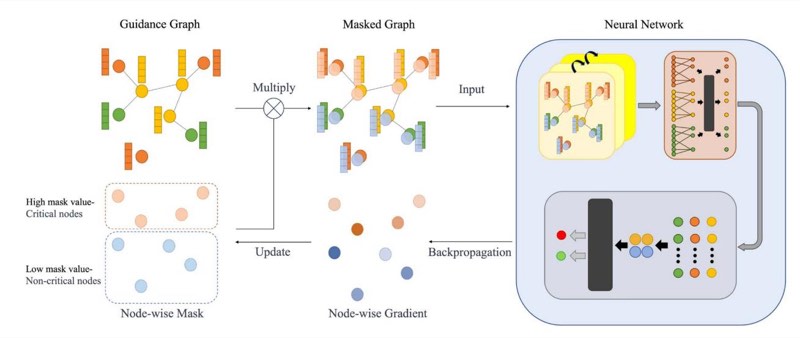 Guidance Graph
Masked Graph
Neural Network
Multiply
Input
High mask value-
Critical nodes
Low mask value-
Non-critical nodes
Update
Backpropagation
Node-wise Mask
Node-wise Gradient